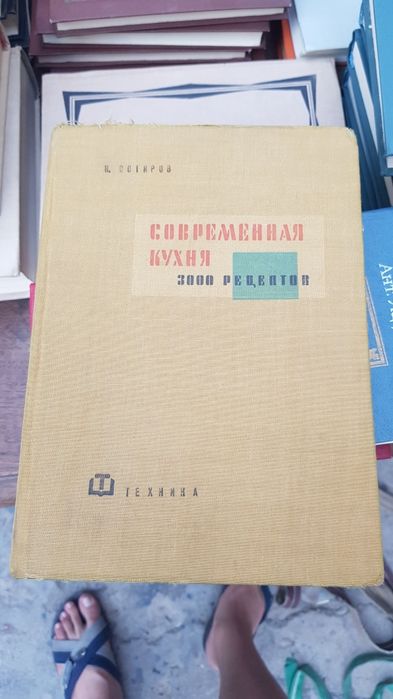 Н. СОТИРОВ
СОВРЕМЕННАЯ
КУХНЯ
3000 РЕЦЕПТОВ
ТЕХНИКА